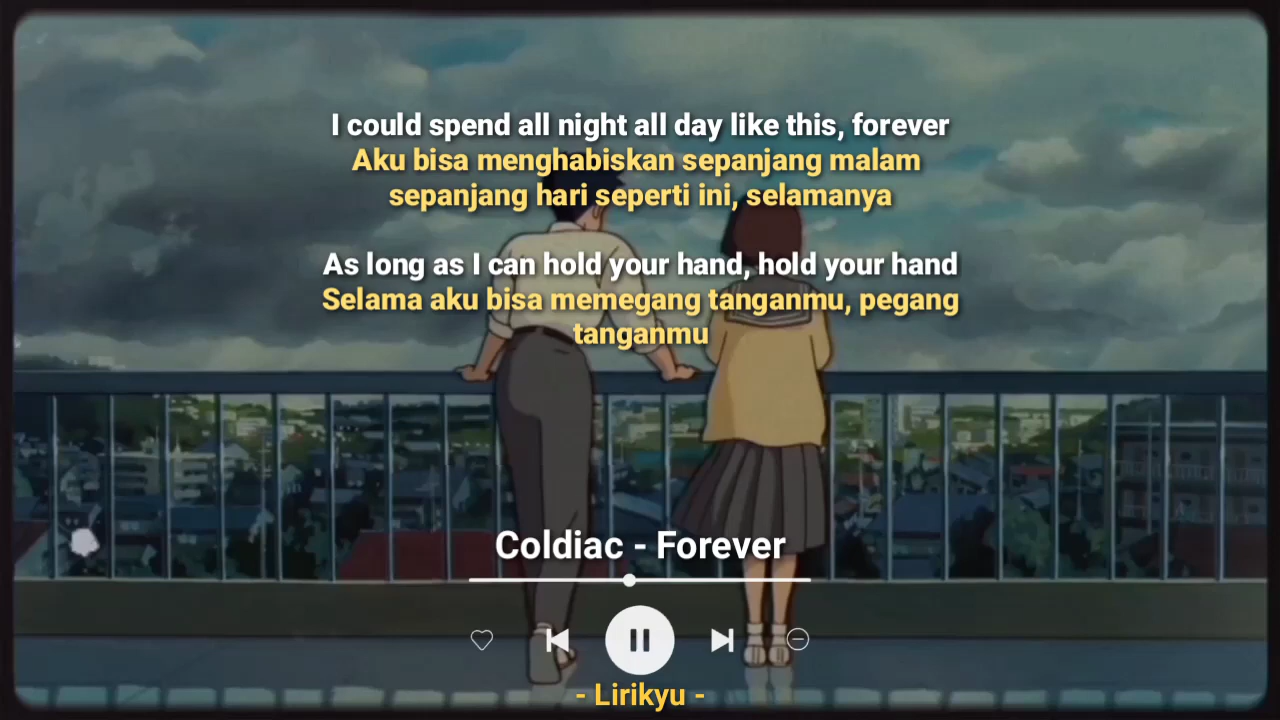 I could spend all night all day like this, forever
Aku bisa menghabiskan sepanjang malam
sepanjang hari seperti ini, selamanya
As long as I can hold your hand, hold your hand
Selama aku bisa memegang tanganmu, pegang
tanganmu
Coldiac - Forever
- Lirikyu -